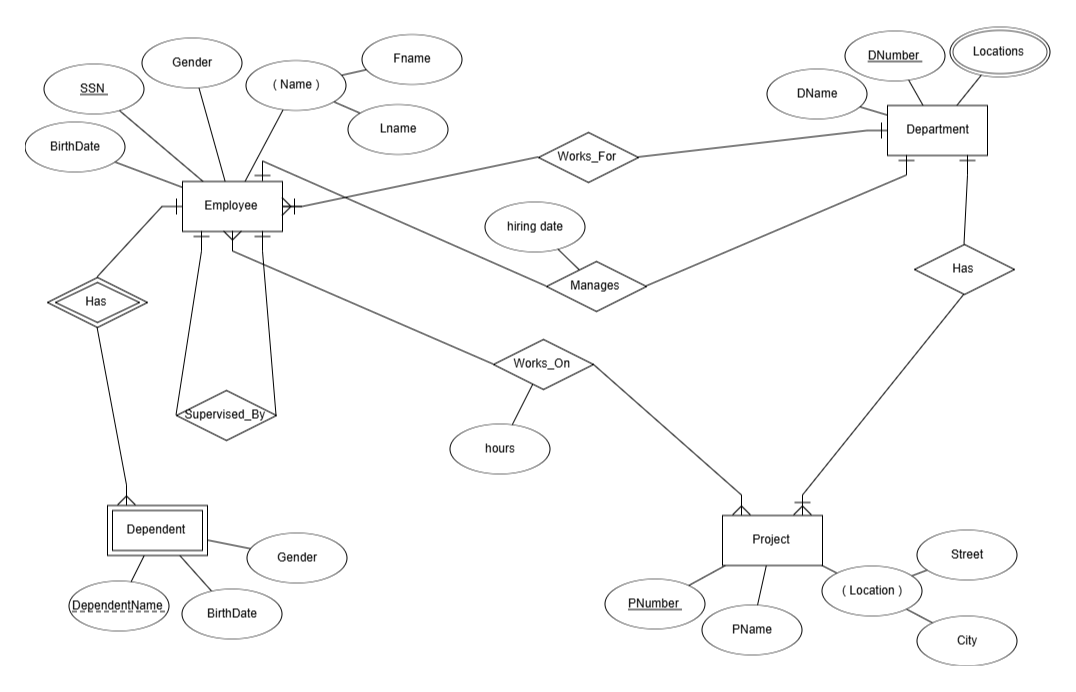 Locations
DNumber
Fname
Gender
( Name )
SSN
DName
Lname
Department
BirthDate
Works_For
Employee
hiring date
Has
Manages
Has
Works_On
Supervised_By
hours
Dependent
Project
Street
Gender
( Location )
DependentName
PNumber
BirthDate
PName
City